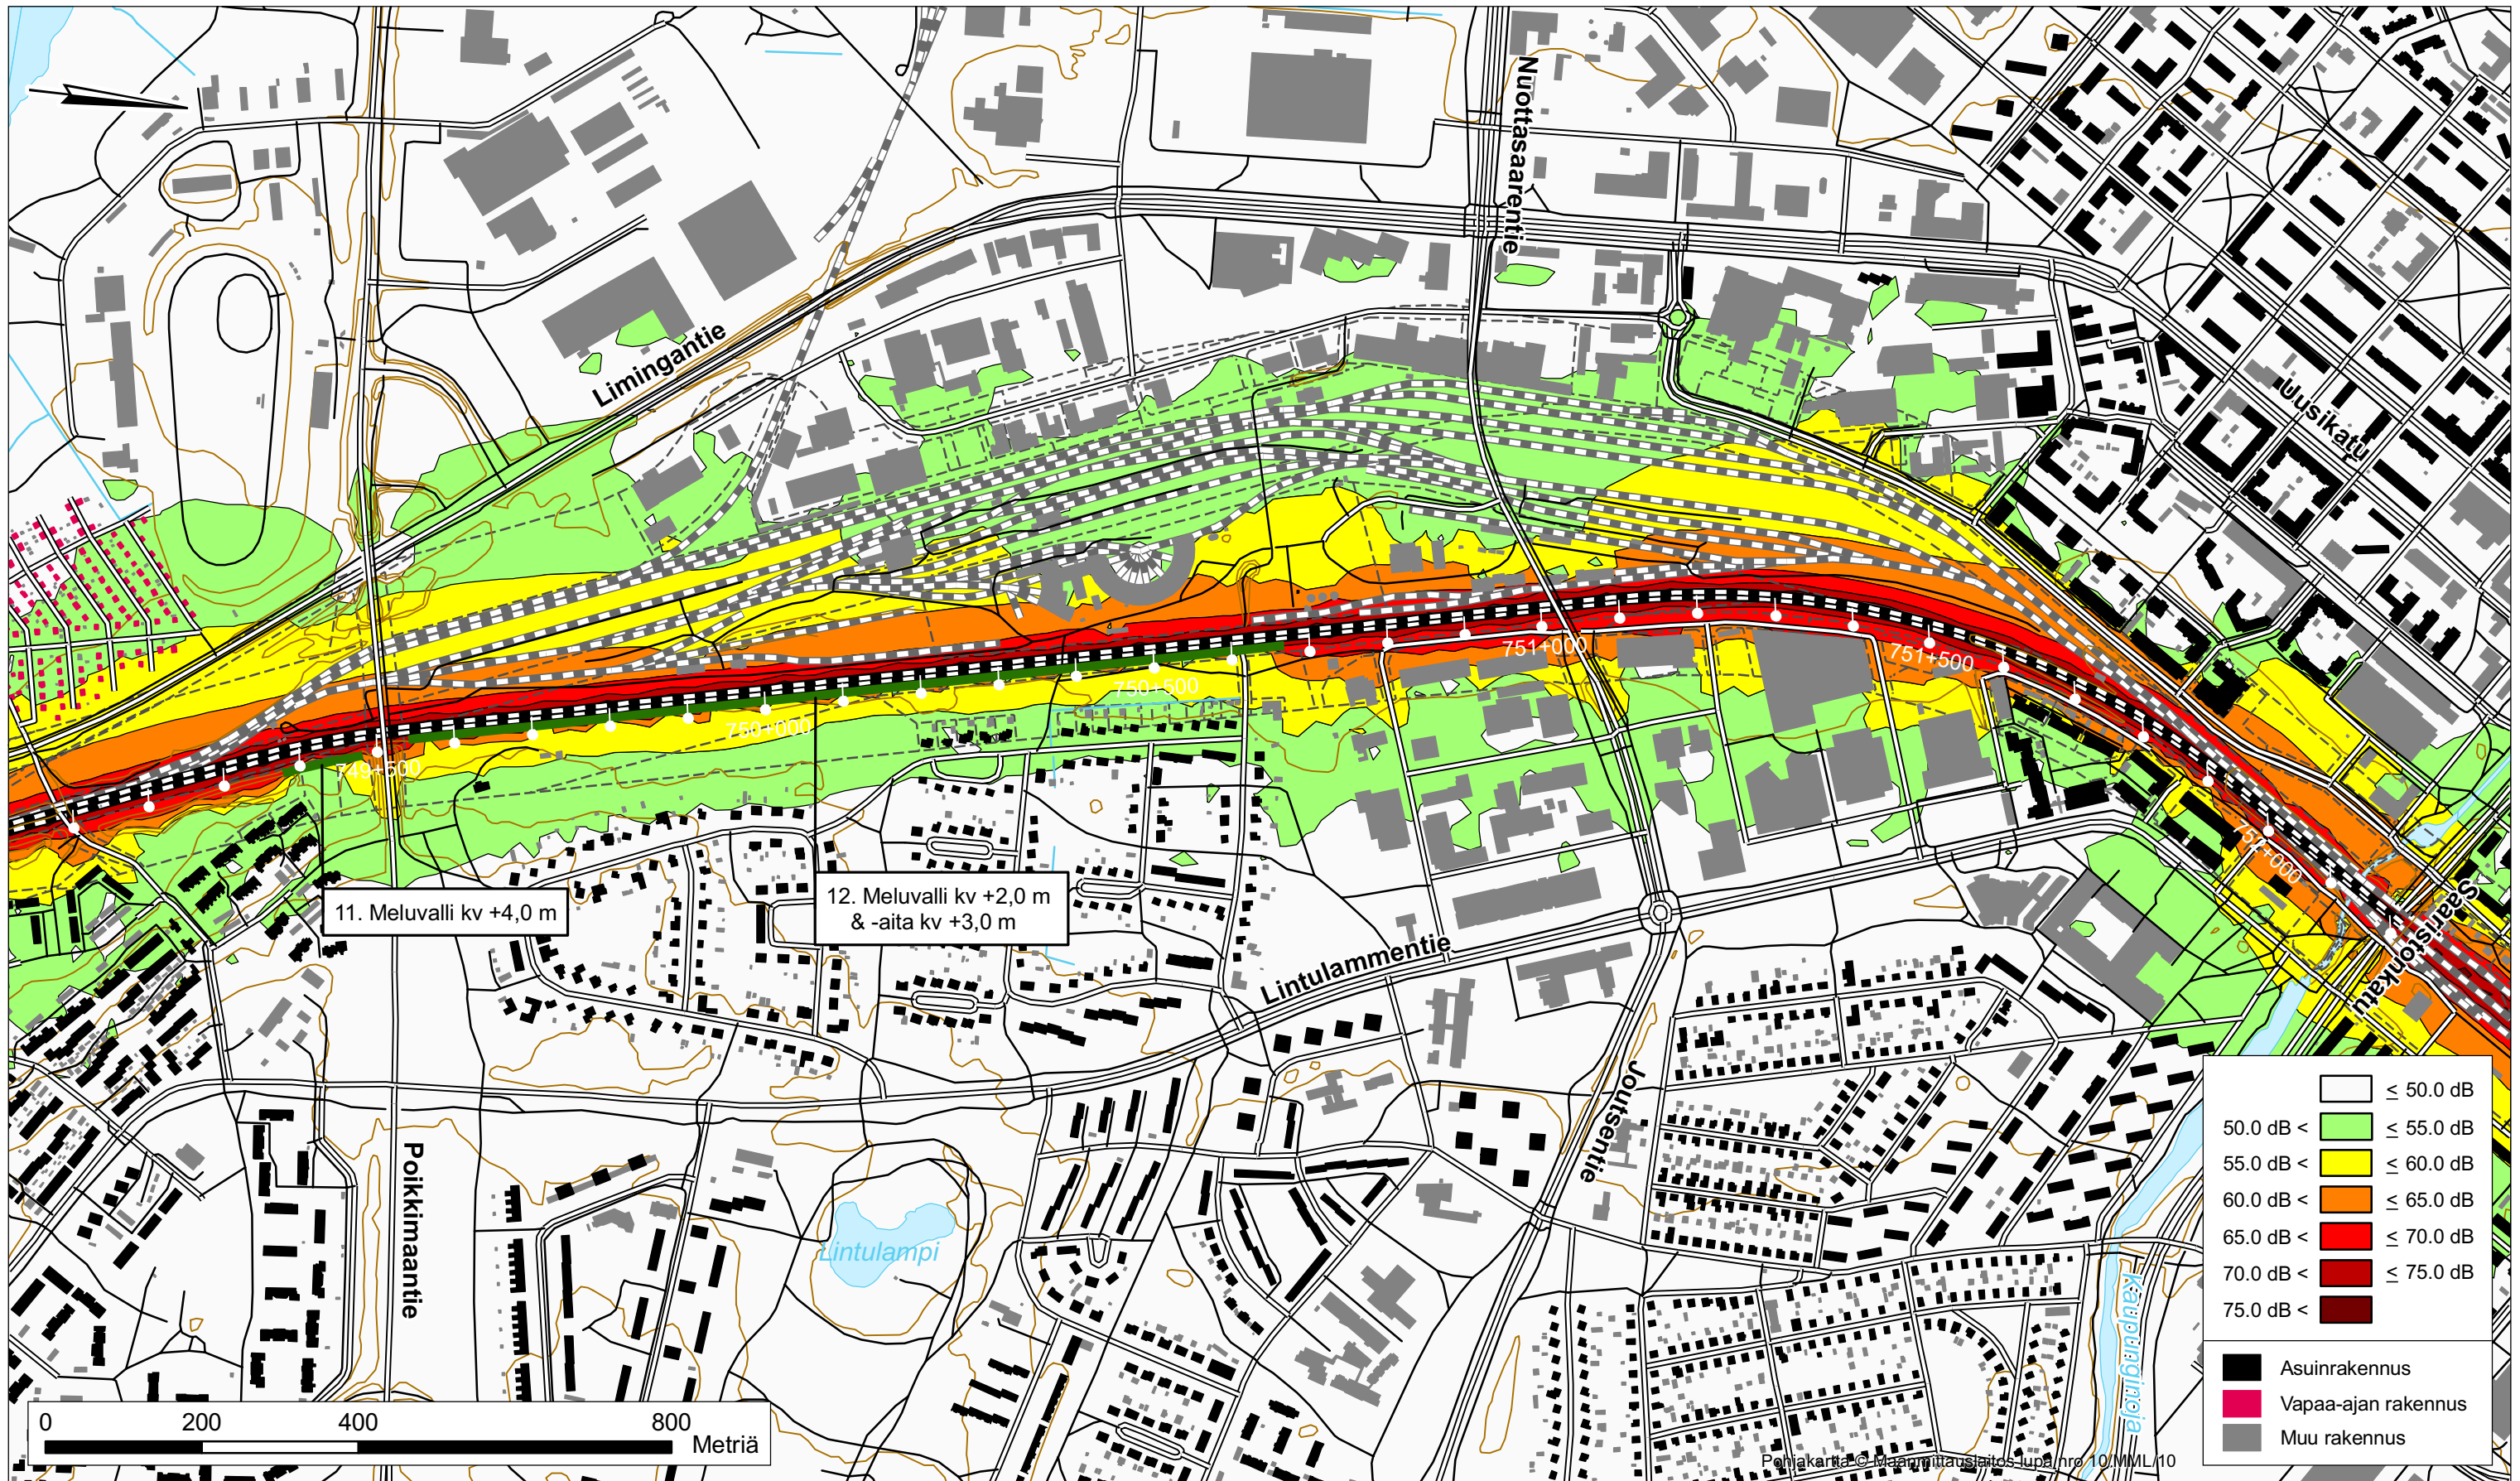 Nuottasaarentie
Limingantie
Uusikatu
749+500
750+000
750+500
751+000
751+500
752+000
11. Meluvalli kv +4,0 m
12. Meluvalli kv +2,0 m
& -aita kv +3,0 m
Saaristonkatu
Lintulammentie
Joutsentie
Poikkimaantie
Lintulampi
Kaupunginoja
≤ 50.0 dB
50.0 dB < ≤ 55.0 dB
55.0 dB < ≤ 60.0 dB
60.0 dB < ≤ 65.0 dB
65.0 dB < ≤ 70.0 dB
70.0 dB < ≤ 75.0 dB
75.0 dB <
Asuinrakennus
Vapaa-ajan rakennus
Muu rakennus
0 200 400 800
Metriä
Pohjakartta © Maanmittauslaitos lupa nro 10/MML/10